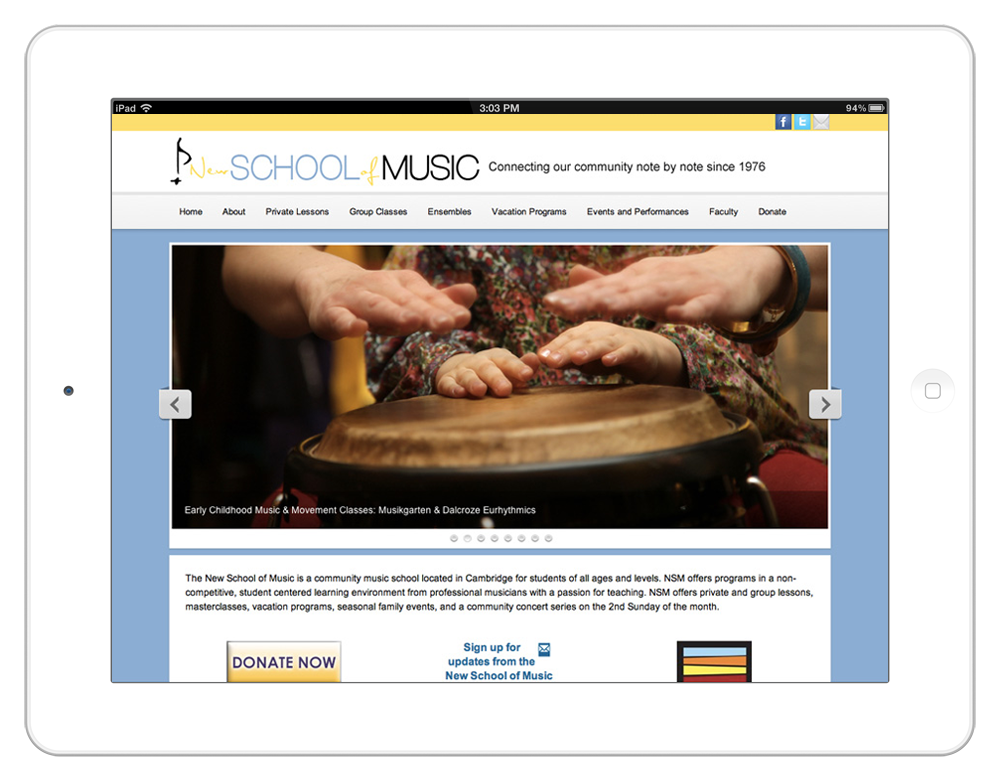 iPad 3:03 PM 94%
f t
New SCHOOL of MUSIC Connecting our community note by note since 1976
Home About Private Lessons Group Classes Ensembles Vacation Programs Events and Performances Faculty Donate
Early Childhood Music & Movement Classes: Musikgarten & Dalcroze Eurhythmics
The New School of Music is a community music school located in Cambridge for students of all ages and levels. NSM offers programs in a non-
competitive, student centered learning environment from professional musicians with a passion for teaching. NSM offers private and group lessons,
masterclasses, vacation programs, seasonal family events, and a community concert series on the 2nd Sunday of the month.
DONATE NOW
Sign up for
updates from the
New School of Music